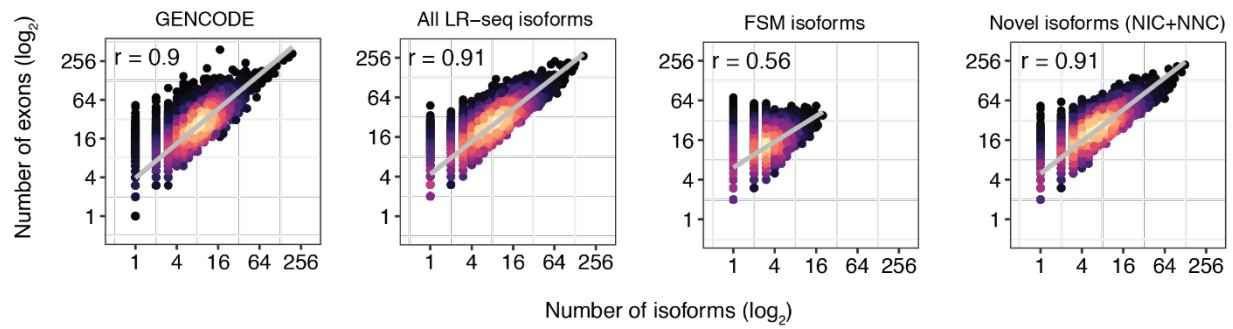 GENCODE
All LR-seq isoforms
FSM isoforms
Novel isoforms (NIC+NNC)
Number of exons (log2)
r = 0.9
256
64
16
4
1
1 4 16 64 256
r = 0.91
256
64
16
4
1
1 4 16 64 256
r = 0.56
256
64
16
4
1
1 4 16 64 256
r = 0.91
256
64
16
4
1
1 4 16 64 256
Number of isoforms (log2)